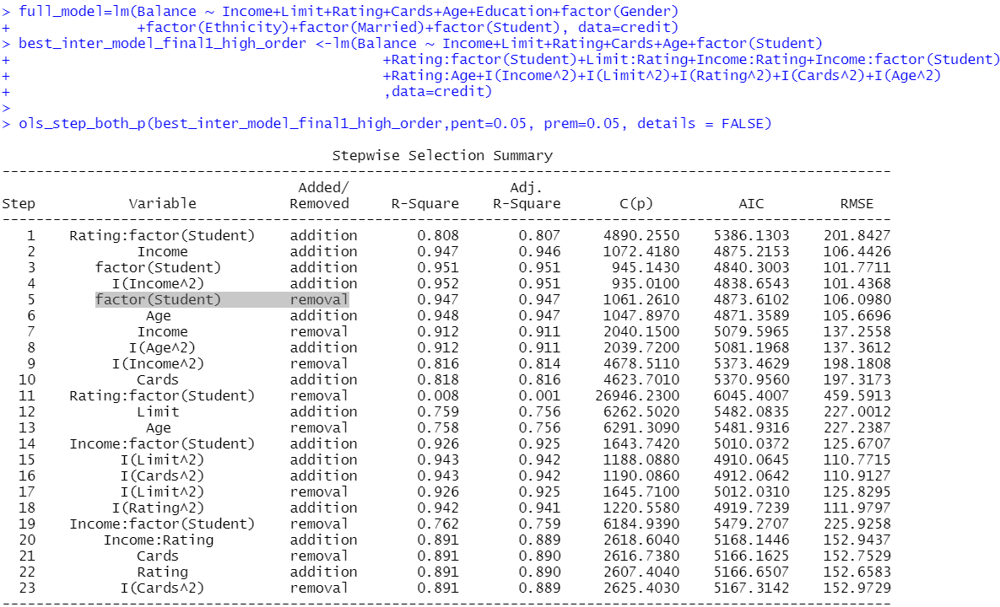 > full_model=lm(Balance ~ Income+Limit+Rating+Cards+Age+Education+factor(Gender)
+ +factor(Ethnicity)+factor(Married)+factor(Student), data=credit)
> best_inter_model_final1_high_order <-lm(Balance ~ Income+Limit+Rating+Cards+Age+factor(Student)
+ +Rating:factor(Student)+Limit:Rating+Income:Rating+Income:factor(Student)
+ +Rating:Age+I(Income^2)+I(Limit^2)+I(Rating^2)+I(Cards^2)+I(Age^2)
+ ,data=credit)
>
> ols_step_both_p(best_inter_model_final1_high_order,pent=0.05, prem=0.05, details = FALSE)
Stepwise Selection Summary
------------------------------------------------------------------------------------------
Added/ Adj.
Step Variable Removed R-Square R-Square C(p) AIC RMSE
------------------------------------------------------------------------------------------
1 Rating:factor(Student) addition 0.808 0.807 4890.2550 5386.1303 201.8427
2 Income addition 0.947 0.946 1072.4180 4875.2153 106.4426
3 factor(Student) addition 0.951 0.951 945.1430 4840.3003 101.7711
4 I(Income^2) addition 0.952 0.951 935.0100 4838.6543 101.4368
5 factor(Student) removal 0.947 0.947 1061.2610 4873.6102 106.0980
6 Age addition 0.948 0.947 1047.8970 4871.3589 105.6696
7 Income removal 0.912 0.911 2040.1500 5079.5965 137.2558
8 I(Age^2) addition 0.912 0.911 2039.7200 5081.1968 137.3612
9 I(Income^2) removal 0.816 0.814 4678.5110 5373.4629 198.1808
10 Cards addition 0.818 0.816 4623.7010 5370.9560 197.3173
11 Rating:factor(Student) removal 0.008 0.001 26946.2300 6045.4007 459.5913
12 Limit addition 0.759 0.756 6262.5020 5482.0835 227.0012
13 Age removal 0.758 0.756 6291.3090 5481.9316 227.2387
14 Income:factor(Student) addition 0.926 0.925 1643.7420 5010.0372 125.6707
15 I(Limit^2) addition 0.943 0.942 1188.0880 4910.0645 110.7715
16 I(Cards^2) addition 0.943 0.942 1190.0860 4912.0642 110.9127
17 I(Limit^2) removal 0.926 0.925 1645.7100 5012.0310 125.8295
18 I(Rating^2) addition 0.942 0.941 1220.5580 4919.7239 111.9797
19 Income:factor(Student) removal 0.762 0.759 6184.9390 5479.2707 225.9258
20 Income:Rating addition 0.891 0.889 2618.6040 5168.1446 152.9437
21 Cards removal 0.891 0.890 2616.7380 5166.1625 152.7529
22 Rating addition 0.891 0.890 2607.4040 5166.6507 152.6583
23 I(Cards^2) removal 0.891 0.889 2625.4030 5167.3142 152.9729
------------------------------------------------------------------------------------------